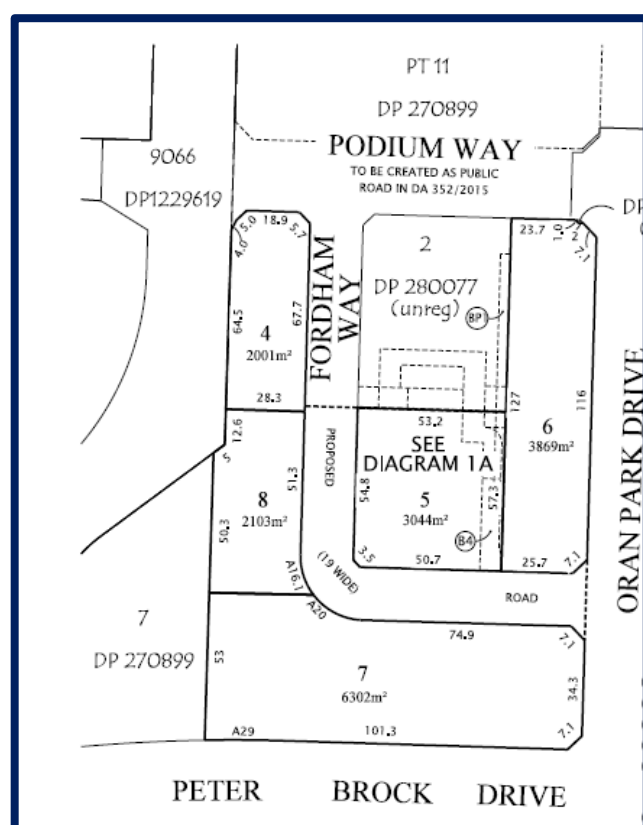 PT 11
DP 270899
9066
DP1229619
PODIUM WAY
TO BE CREATED AS PUBLIC
ROAD IN DA 352/2015
DP
5.0
18.9
5.7
4.0
23.7
1.0
2
7.1
2
DP 280077
(unreg)
BP1
FORDHAM
WAY
64.5
67.7
4
2001m²
28.3
53.2
127
116
6
3869m²
ORAN PARK DRIVE
12.6
5
51.3
8
2103m²
50.3
A16.1
PROPOSED
(19 WIDE)
ROAD
SEE
DIAGRAM 1A
54.8
57.3
5
3044m²
B4
3.5
50.7
25.7
7.1
A20
74.9
7.1
7
DP 270899
53
7
6302m²
34.3
A29
101.3
7.1
PETER BROCK DRIVE